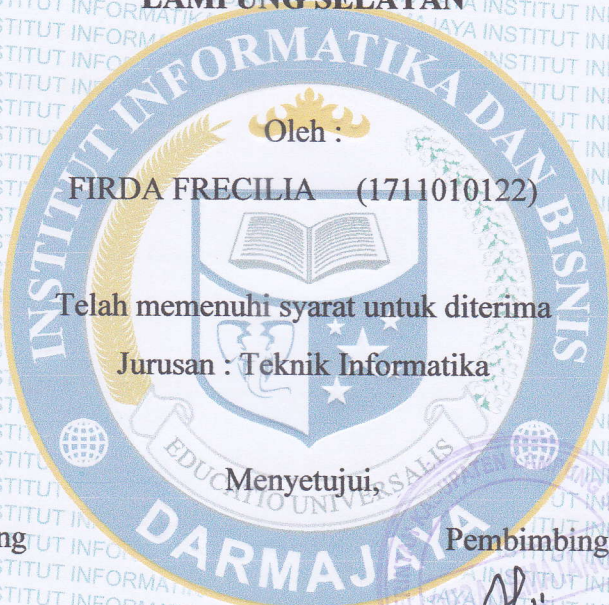 LAMPUNG SELATAN
INSTITUT INFORMATIKA DAN BISNIS
Oleh :
FIRDA FRECILIA (1711010122)
Telah memenuhi syarat untuk diterima
Jurusan : Teknik Informatika
EDUCATIO UNIVERSALIS
Menyetujui,
DARMAJAYA
Pembimbing